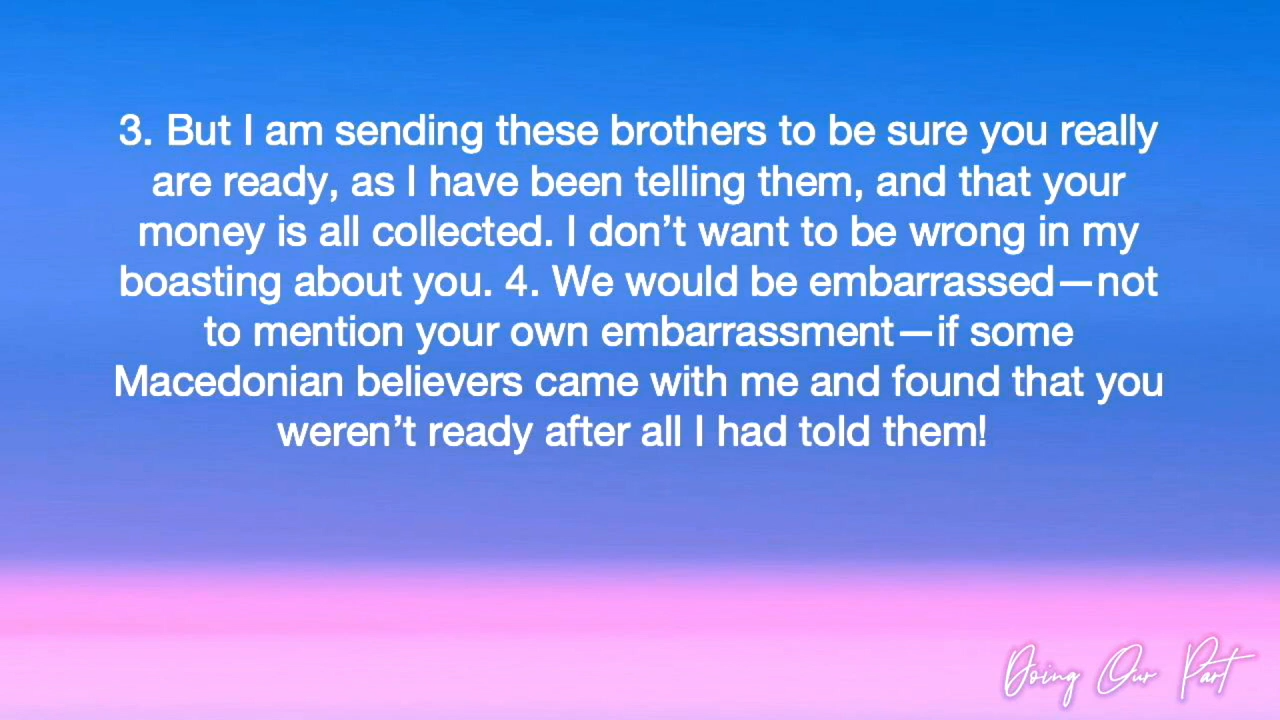 3. But I am sending these brothers to be sure you really
are ready, as I have been telling them, and that your
money is all collected. I don’t want to be wrong in my
boasting about you. 4. We would be embarrassed—not
to mention your own embarrassment—if some
Macedonian believers came with me and found that you
weren’t ready after all I had told them!
Doing Our Part